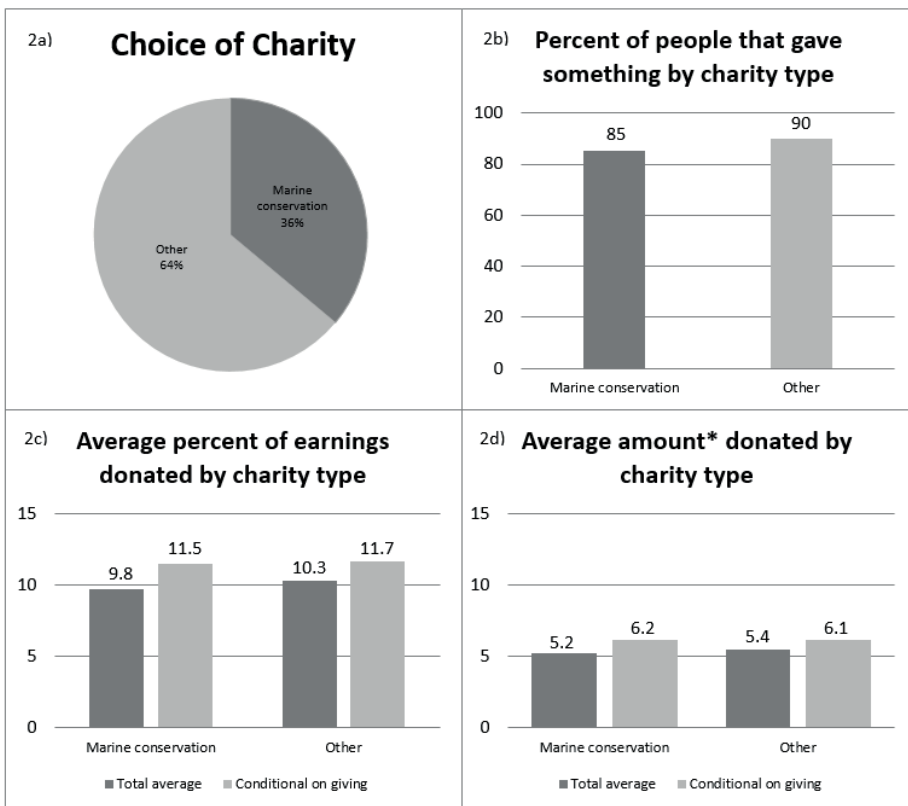 2a)
Choice of Charity
Marine
conservation
36%
Other
64%
2b)
Percent of people that gave
something by charity type
100
80
60
40
20
0
85
90
Marine conservation
Other
2c)
Average percent of earnings
donated by charity type
15
10
5
0
9.8
11.5
10.3
11.7
Marine conservation
Other
Total average
Conditional on giving
2d)
Average amount* donated by
charity type
15
10
5
0
5.2
6.2
5.4
6.1
Marine conservation
Other
Total average
Conditional on giving